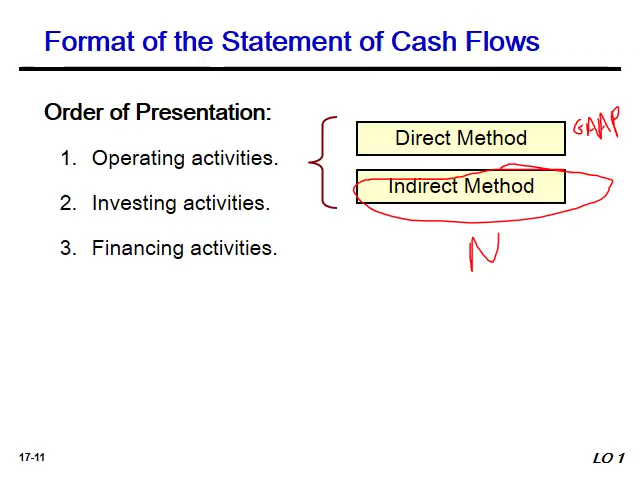 Format of the Statement of Cash Flows
Order of Presentation:
1. Operating activities.
2. Investing activities.
3. Financing activities.
Direct Method
GAAP
Indirect Method
N
17-11
LO 1